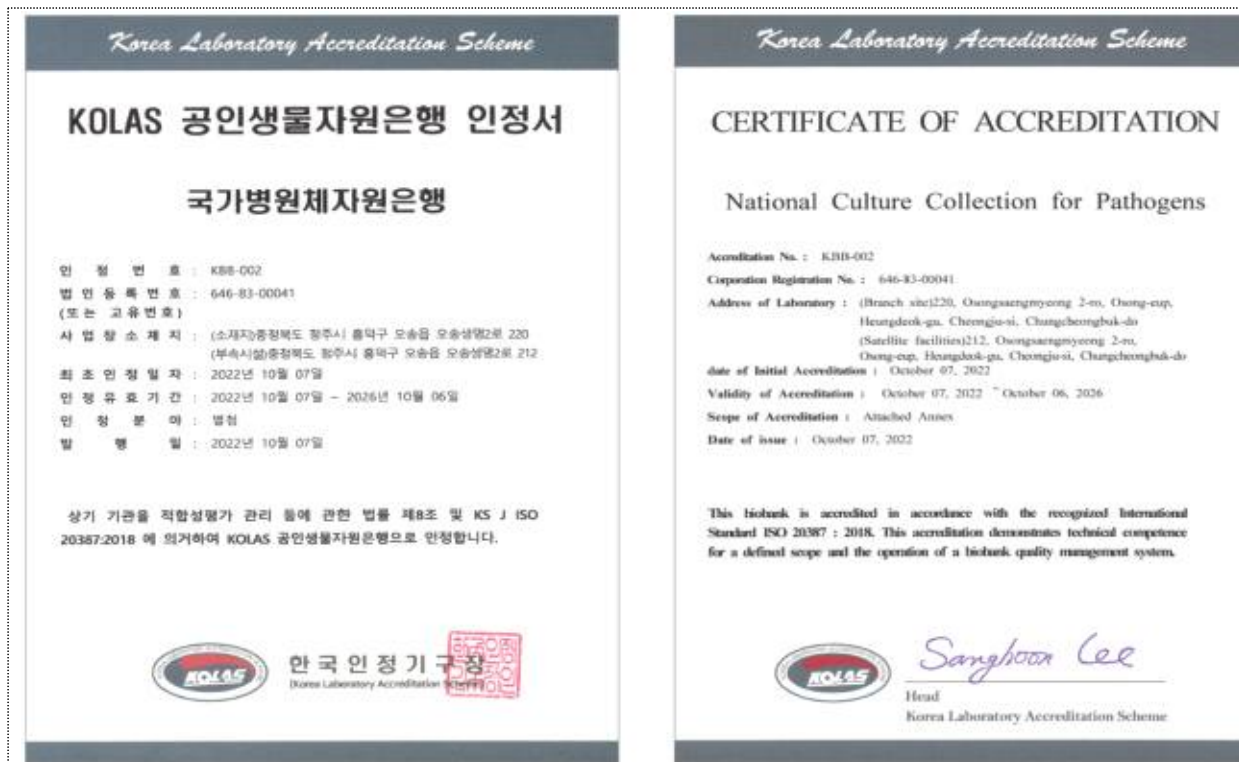 Korea Laboratory Accreditation Scheme
KOLAS 공인생물자원은행 인정서
국가병원체자원은행
인 정 번 호 : KBB-002
법 인 등 록 번 호 : 646-83-00041
(또 는 고 유 번 호)
사 업 장 소 재 지 : (소재지)충청북도 청주시 흥덕구 오송읍 오송생명2로 220
(부속시설)충청북도 청주시 흥덕구 오송읍 오송생명2로 212
최 초 인 정 일 자 : 2022년 10월 07일
인 정 유 효 기 간 : 2022년 10월 07일 ~ 2026년 10월 06일
인 정 분 야 : 별첨
발 행 일 : 2022년 10월 07일
상기 기관을 적합성평가 관리 등에 관한 법률 제8조 및 KS J ISO
20387:2018 에 의거하여 KOLAS 공인생물자원은행으로 인정합니다.
KOLAS
한 국 인 정 기 구 장
(Korea Laboratory Accreditation Scheme)
Korea Laboratory Accreditation Scheme
CERTIFICATE OF ACCREDITATION
National Culture Collection for Pathogens
Accreditation No. : KBB-002
Corporation Registration No. : 646-83-00041
Address of Laboratory : (Branch site)220, Osongsaengmyeong 2-ro, Osong-eup,
Heungdeok-gu, Cheongju-si, Chungcheongbuk-do
(Satellite facilities)212, Osongsaengmyeong 2-ro,
Osong-eup, Heungdeok-gu, Cheongju-si, Chungcheongbuk-do
date of Initial Accreditation : October 07, 2022
Validity of Accreditation : October 07, 2022 ~ October 06, 2026
Scope of Accreditation : Attached Annex
Date of issue : October 07, 2022
This biobank is accredited in accordance with the recognized International
Standard ISO 20387 : 2018. This accreditation demonstrates technical competence
for a defined scope and the operation of a biobank quality management system.
KOLAS
Sanghoon Lee
Head
Korea Laboratory Accreditation Scheme